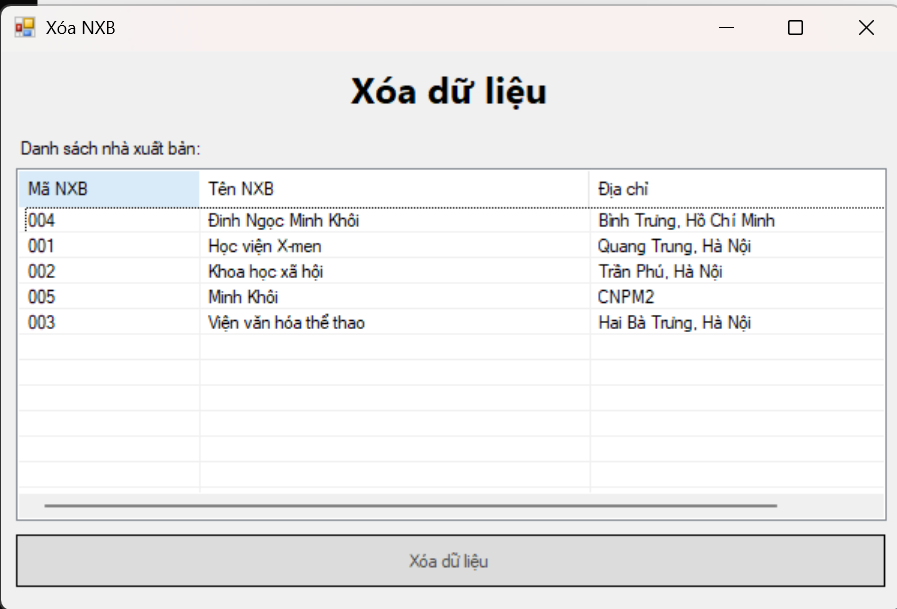 Xóa NXB
Xóa dữ liệu
Danh sách nhà xuất bản:
Mã NXB Tên NXB Địa chỉ
004 Đinh Ngọc Minh Khôi Bình Trưng, Hồ Chí Minh
001 Học viện X-men Quang Trung, Hà Nội
002 Khoa học xã hội Trần Phú, Hà Nội
005 Minh Khôi CNPM2
003 Viện văn hóa thể thao Hai Bà Trưng, Hà Nội
Xóa dữ liệu